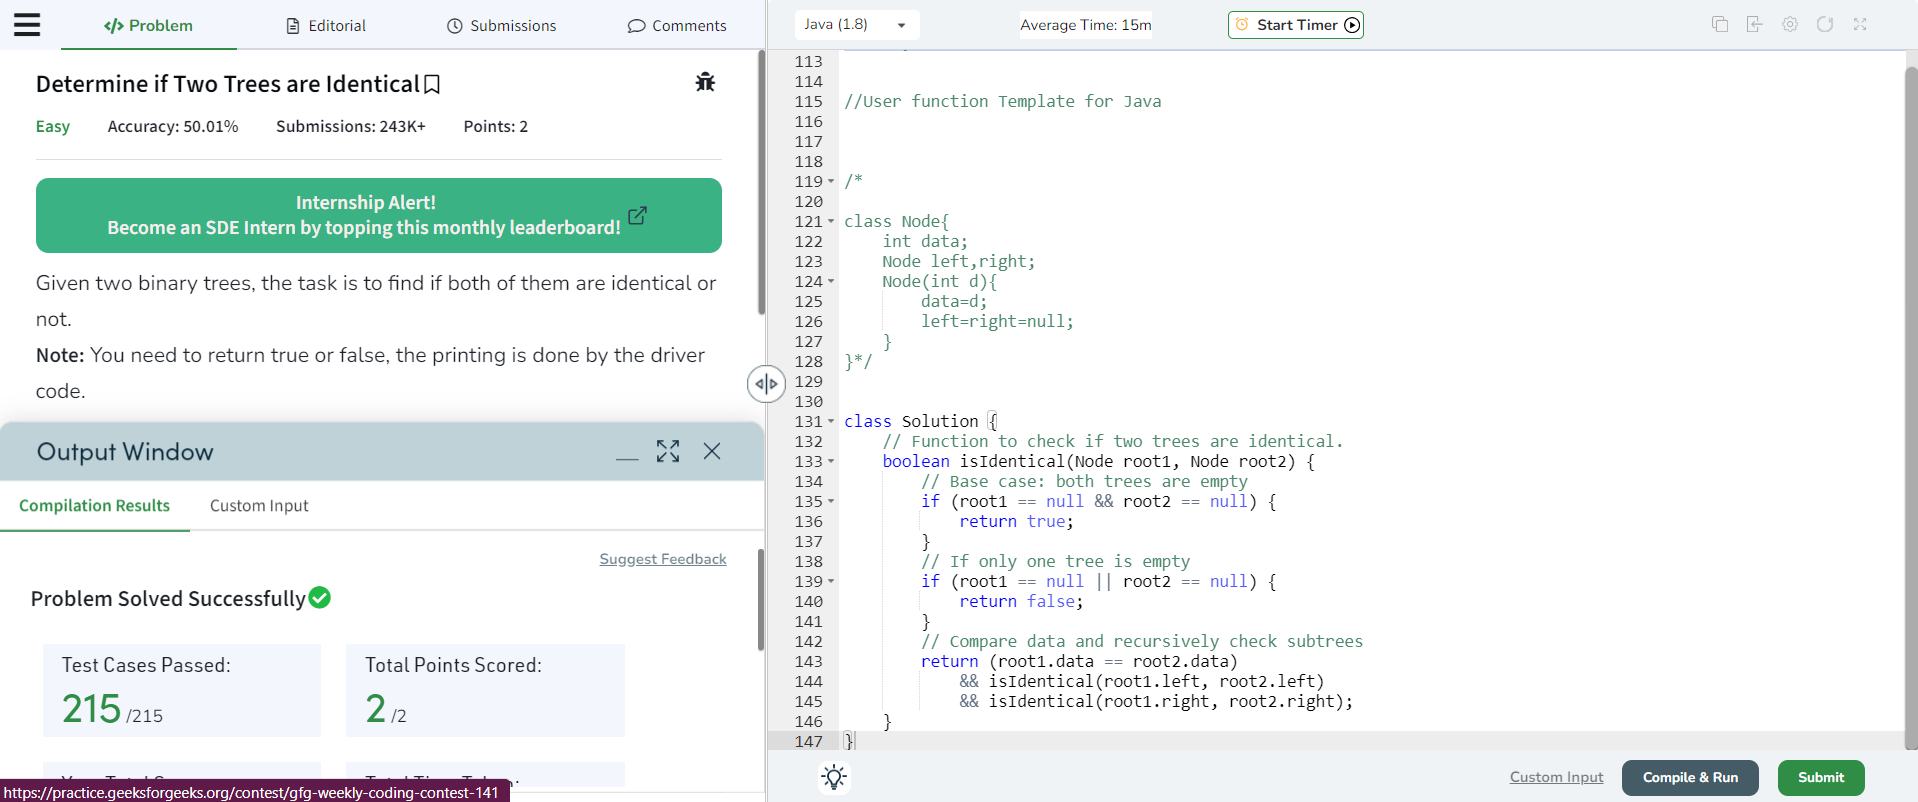 Problem
Editorial
Submissions
Comments
Java (1.8)
Average Time: 15m
Start Timer
Determine if Two Trees are Identical
Easy Accuracy: 50.01% Submissions: 243K+ Points: 2
Internship Alert!
Become an SDE Intern by topping this monthly leaderboard!
Given two binary trees, the task is to find if both of them are identical or
not.
Note: You need to return true or false, the printing is done by the driver
code.
Output Window
Compilation Results Custom Input
Suggest Feedback
Problem Solved Successfully
Test Cases Passed:
215 /215
Total Points Scored:
2 /2
https://practice.geeksforgeeks.org/contest/gfg-weekly-coding-contest-141
113
114
115 //User function Template for Java
116
117
118
119 /*
120
121 class Node{
122 int data;
123 Node left,right;
124 Node(int d){
125 data=d;
126 left=right=null;
127 }
128 }*/
129
130
131 class Solution {
132 // Function to check if two trees are identical.
133 boolean isIdentical(Node root1, Node root2) {
134 // Base case: both trees are empty
135 if (root1 == null && root2 == null) {
136 return true;
137 }
138 // If only one tree is empty
139 if (root1 == null || root2 == null) {
140 return false;
141 }
142 // Compare data and recursively check subtrees
143 return (root1.data == root2.data)
144 && isIdentical(root1.left, root2.left)
145 && isIdentical(root1.right, root2.right);
146 }
147 }
Custom Input
Compile & Run
Submit